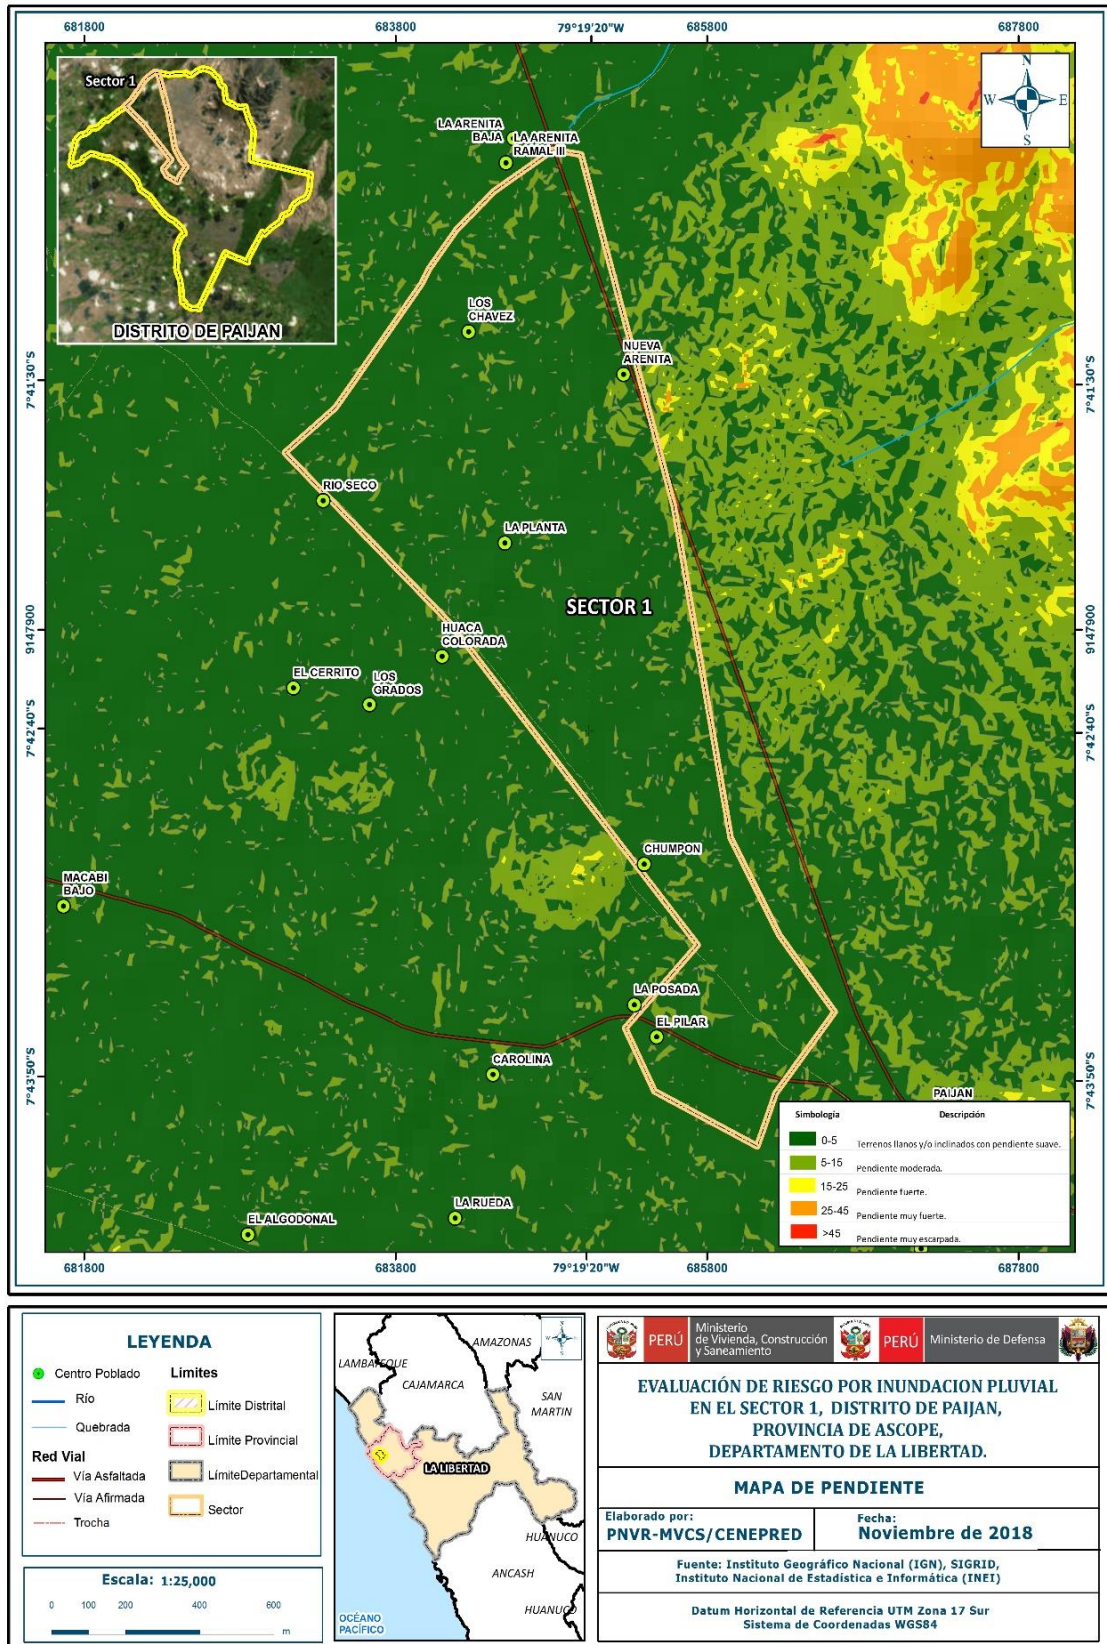 681800
683800
79°19'20"W
685800
687800
Sector 1
DISTRITO DE PAIJAN
N
W
E
S
LA ARENITA
BAJA
LA ARENITA
RAMAL III
LOS
CHAVEZ
NUEVA
ARENITA
7°41'30"S
7°41'30"S
RIO SECO
LA PLANTA
SECTOR 1
9147900
9147900
HUACA
COLORADA
EL CERRITO
LOS
GRADOS
7°42'40"S
7°42'40"S
CHUMPON
MACABI
BAJO
LA POSADA
EL PILAR
CAROLINA
7°43'50"S
7°43'50"S
PAIJAN
LA RUEDA
EL ALGODONAL
Simbología Descripción
0-5 Terrenos llanos y/o inclinados con pendiente suave.
5-15 Pendiente moderada.
15-25 Pendiente fuerte.
25-45 Pendiente muy fuerte.
>45 Pendiente muy escarpada.
681800
683800
79°19'20"W
685800
687800
LEYENDA
Centro Poblado
Río
Quebrada
Red Vial
Vía Asfaltada
Vía Afirmada
Trocha
Límites
Límite Distrital
Límite Provincial
LímiteDepartamental
Sector
Escala: 1:25,000
0 100 200 400 600
m
AMAZONAS
LAMBAYEQUE
CAJAMARCA
SAN
MARTIN
LA LIBERTAD
HUANUCO
ANCASH
HUANUCO
OCÉANO
PACÍFICO
PERÚ
Ministerio
de Vivienda, Construcción
y Saneamiento
PERÚ
Ministerio de Defensa
EVALUACIÓN DE RIESGO POR INUNDACION PLUVIAL
EN EL SECTOR 1, DISTRITO DE PAIJAN,
PROVINCIA DE ASCOPE,
DEPARTAMENTO DE LA LIBERTAD.
MAPA DE PENDIENTE
Elaborado por:
PNVR-MVCS/CENEPRED
Fecha:
Noviembre de 2018
Fuente: Instituto Geográfico Nacional (IGN), SIGRID,
Instituto Nacional de Estadística e Informática (INEI)
Datum Horizontal de Referencia UTM Zona 17 Sur
Sistema de Coordenadas WGS84